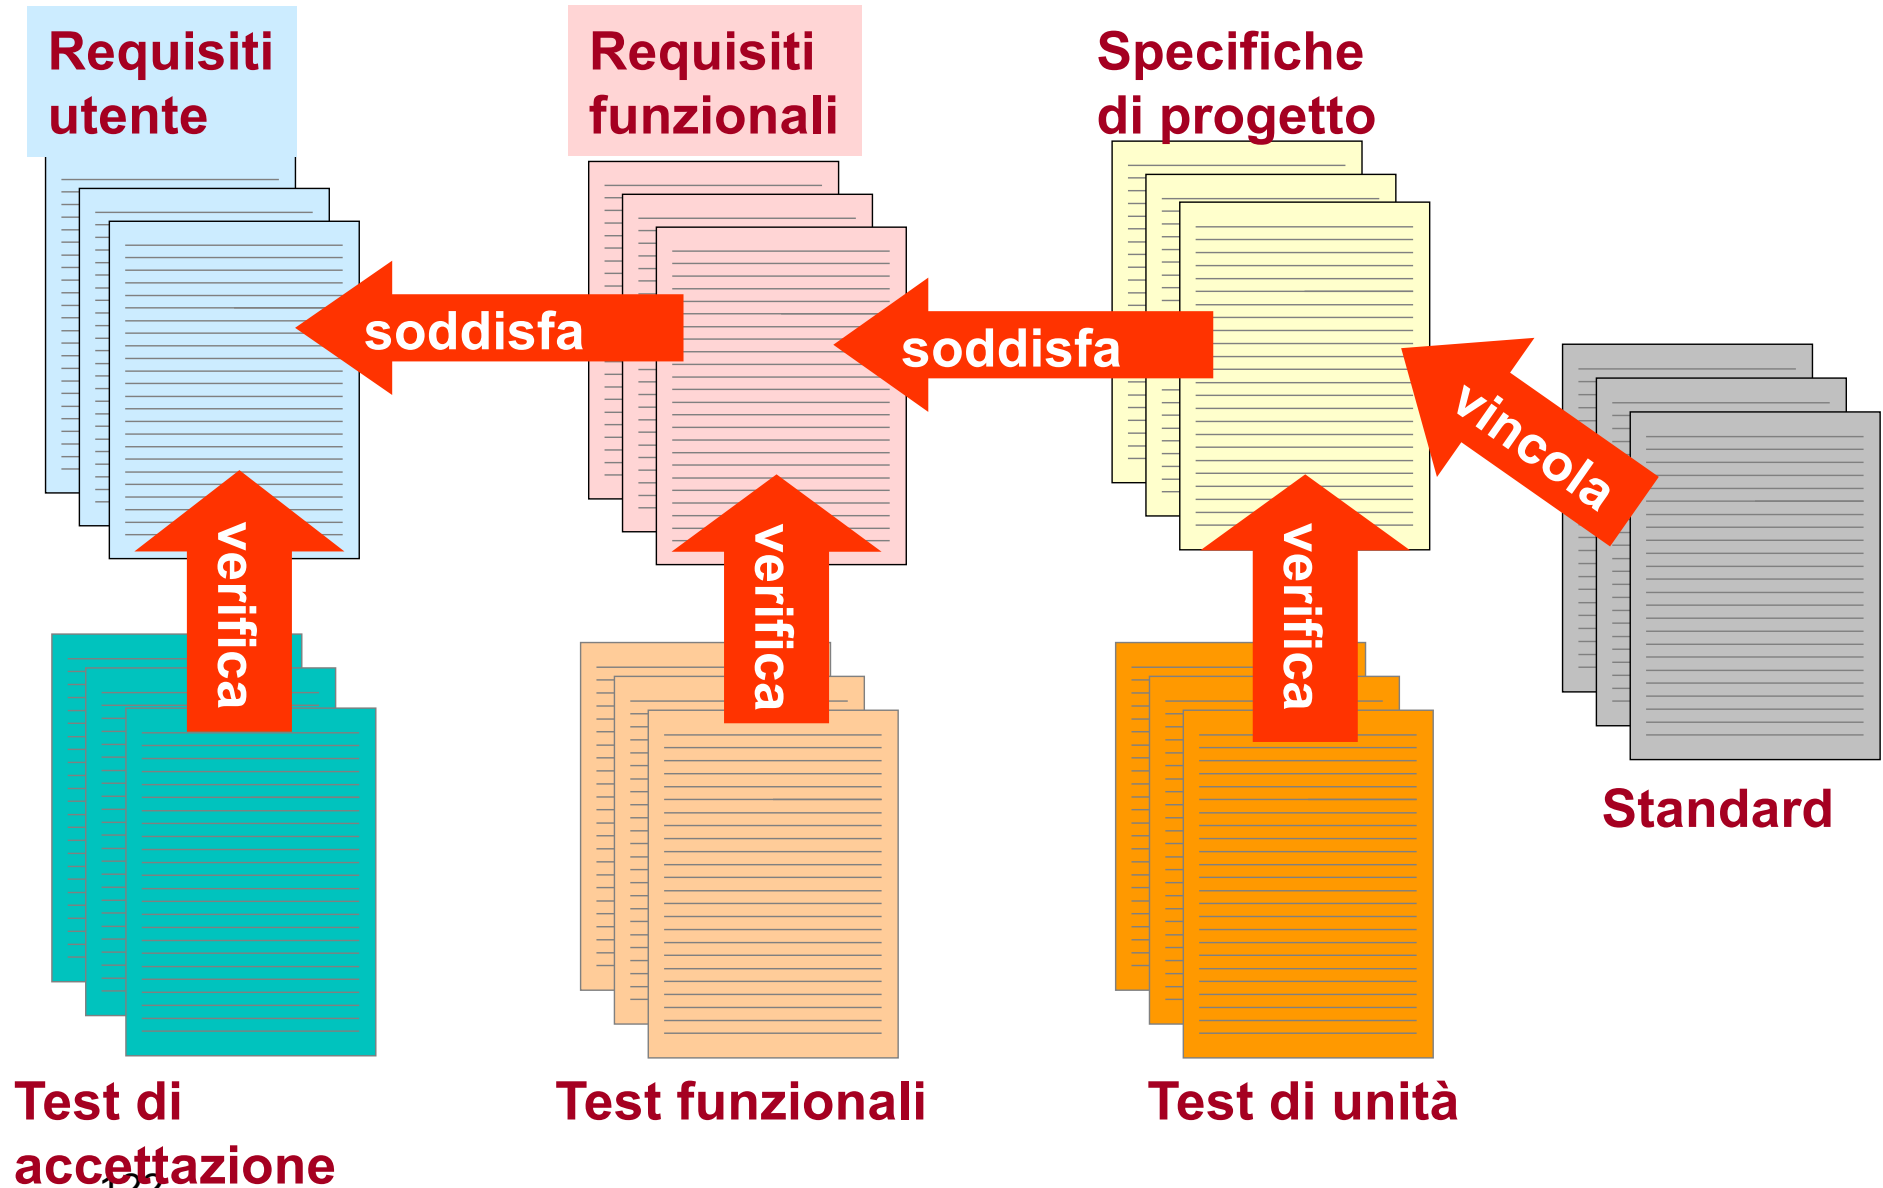 Requisiti
utente
Requisiti
funzionali
Specifiche
di progetto
soddisfa
soddisfa
vincola
verifica
verifica
verifica
Standard
Test di
accettazione
Test funzionali
Test di unità